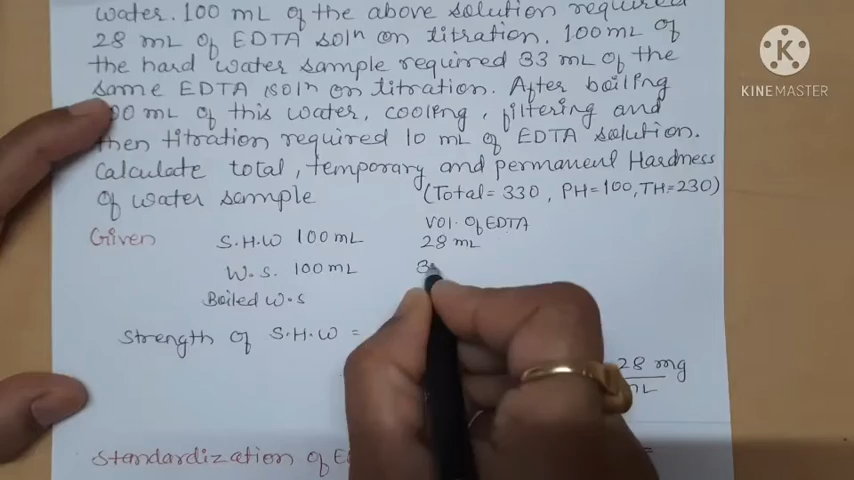 water. 100 mL of the above solution required
28 mL of EDTA soln on titration. 100 mL of
the hard water sample required 33 mL of the
same EDTA soln on titration. After boiling
00 mL of this water, cooling, filtering and
then titration required 10 mL of EDTA solution.
Calculate total, temporary and permanent Hardness
of water sample (Total = 330, PH=100, TH=230)
Given
Vol. of EDTA
S.H.W 100 mL 28 mL
W.S. 100 mL 3
Boiled W.S
Strength of S.H.W =
28 mg
mL
Standardization of E
K
KINEMASTER